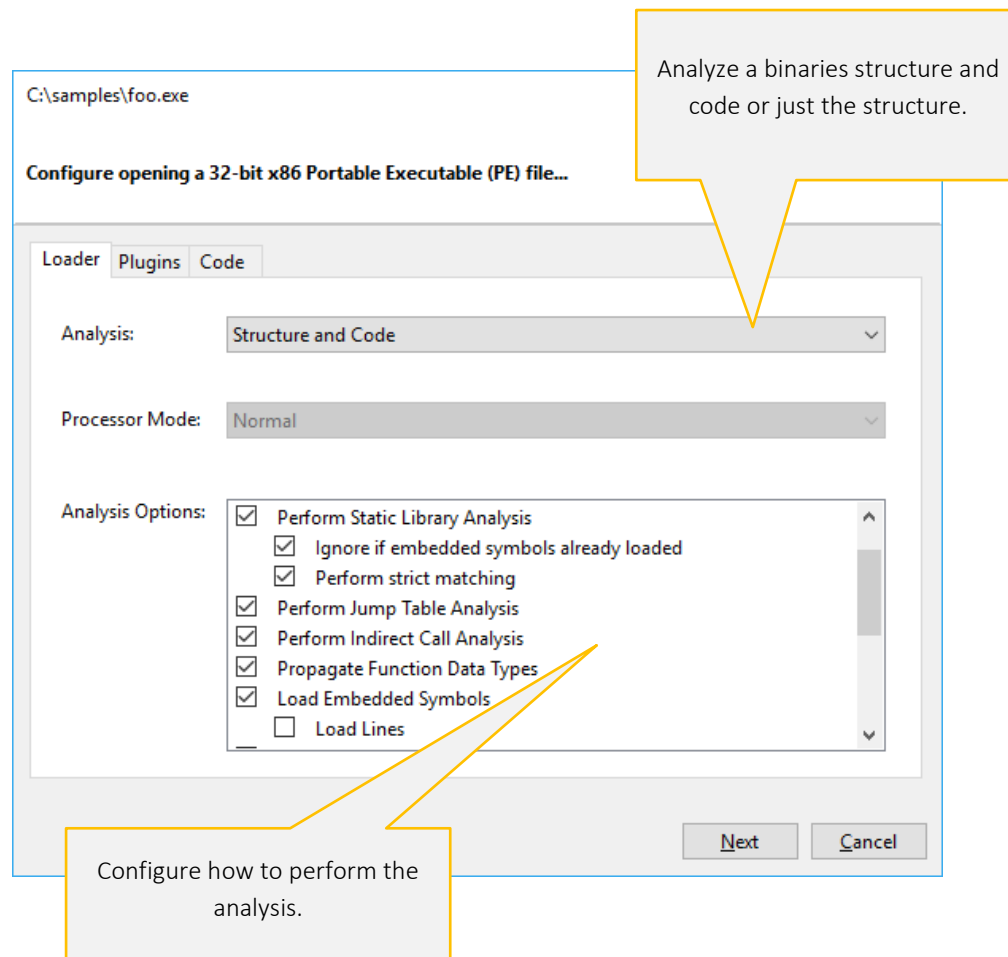 Analyze a binaries structure and
code or just the structure.
C:\samples\foo.exe
Configure opening a 32-bit x86 Portable Executable (PE) file...
Loader Plugins Code
Analysis: Structure and Code
Processor Mode: Normal
Analysis Options: Perform Static Library Analysis
Ignore if embedded symbols already loaded
Perform strict matching
Perform Jump Table Analysis
Perform Indirect Call Analysis
Propagate Function Data Types
Load Embedded Symbols
Load Lines
Next Cancel
Configure how to perform the
analysis.